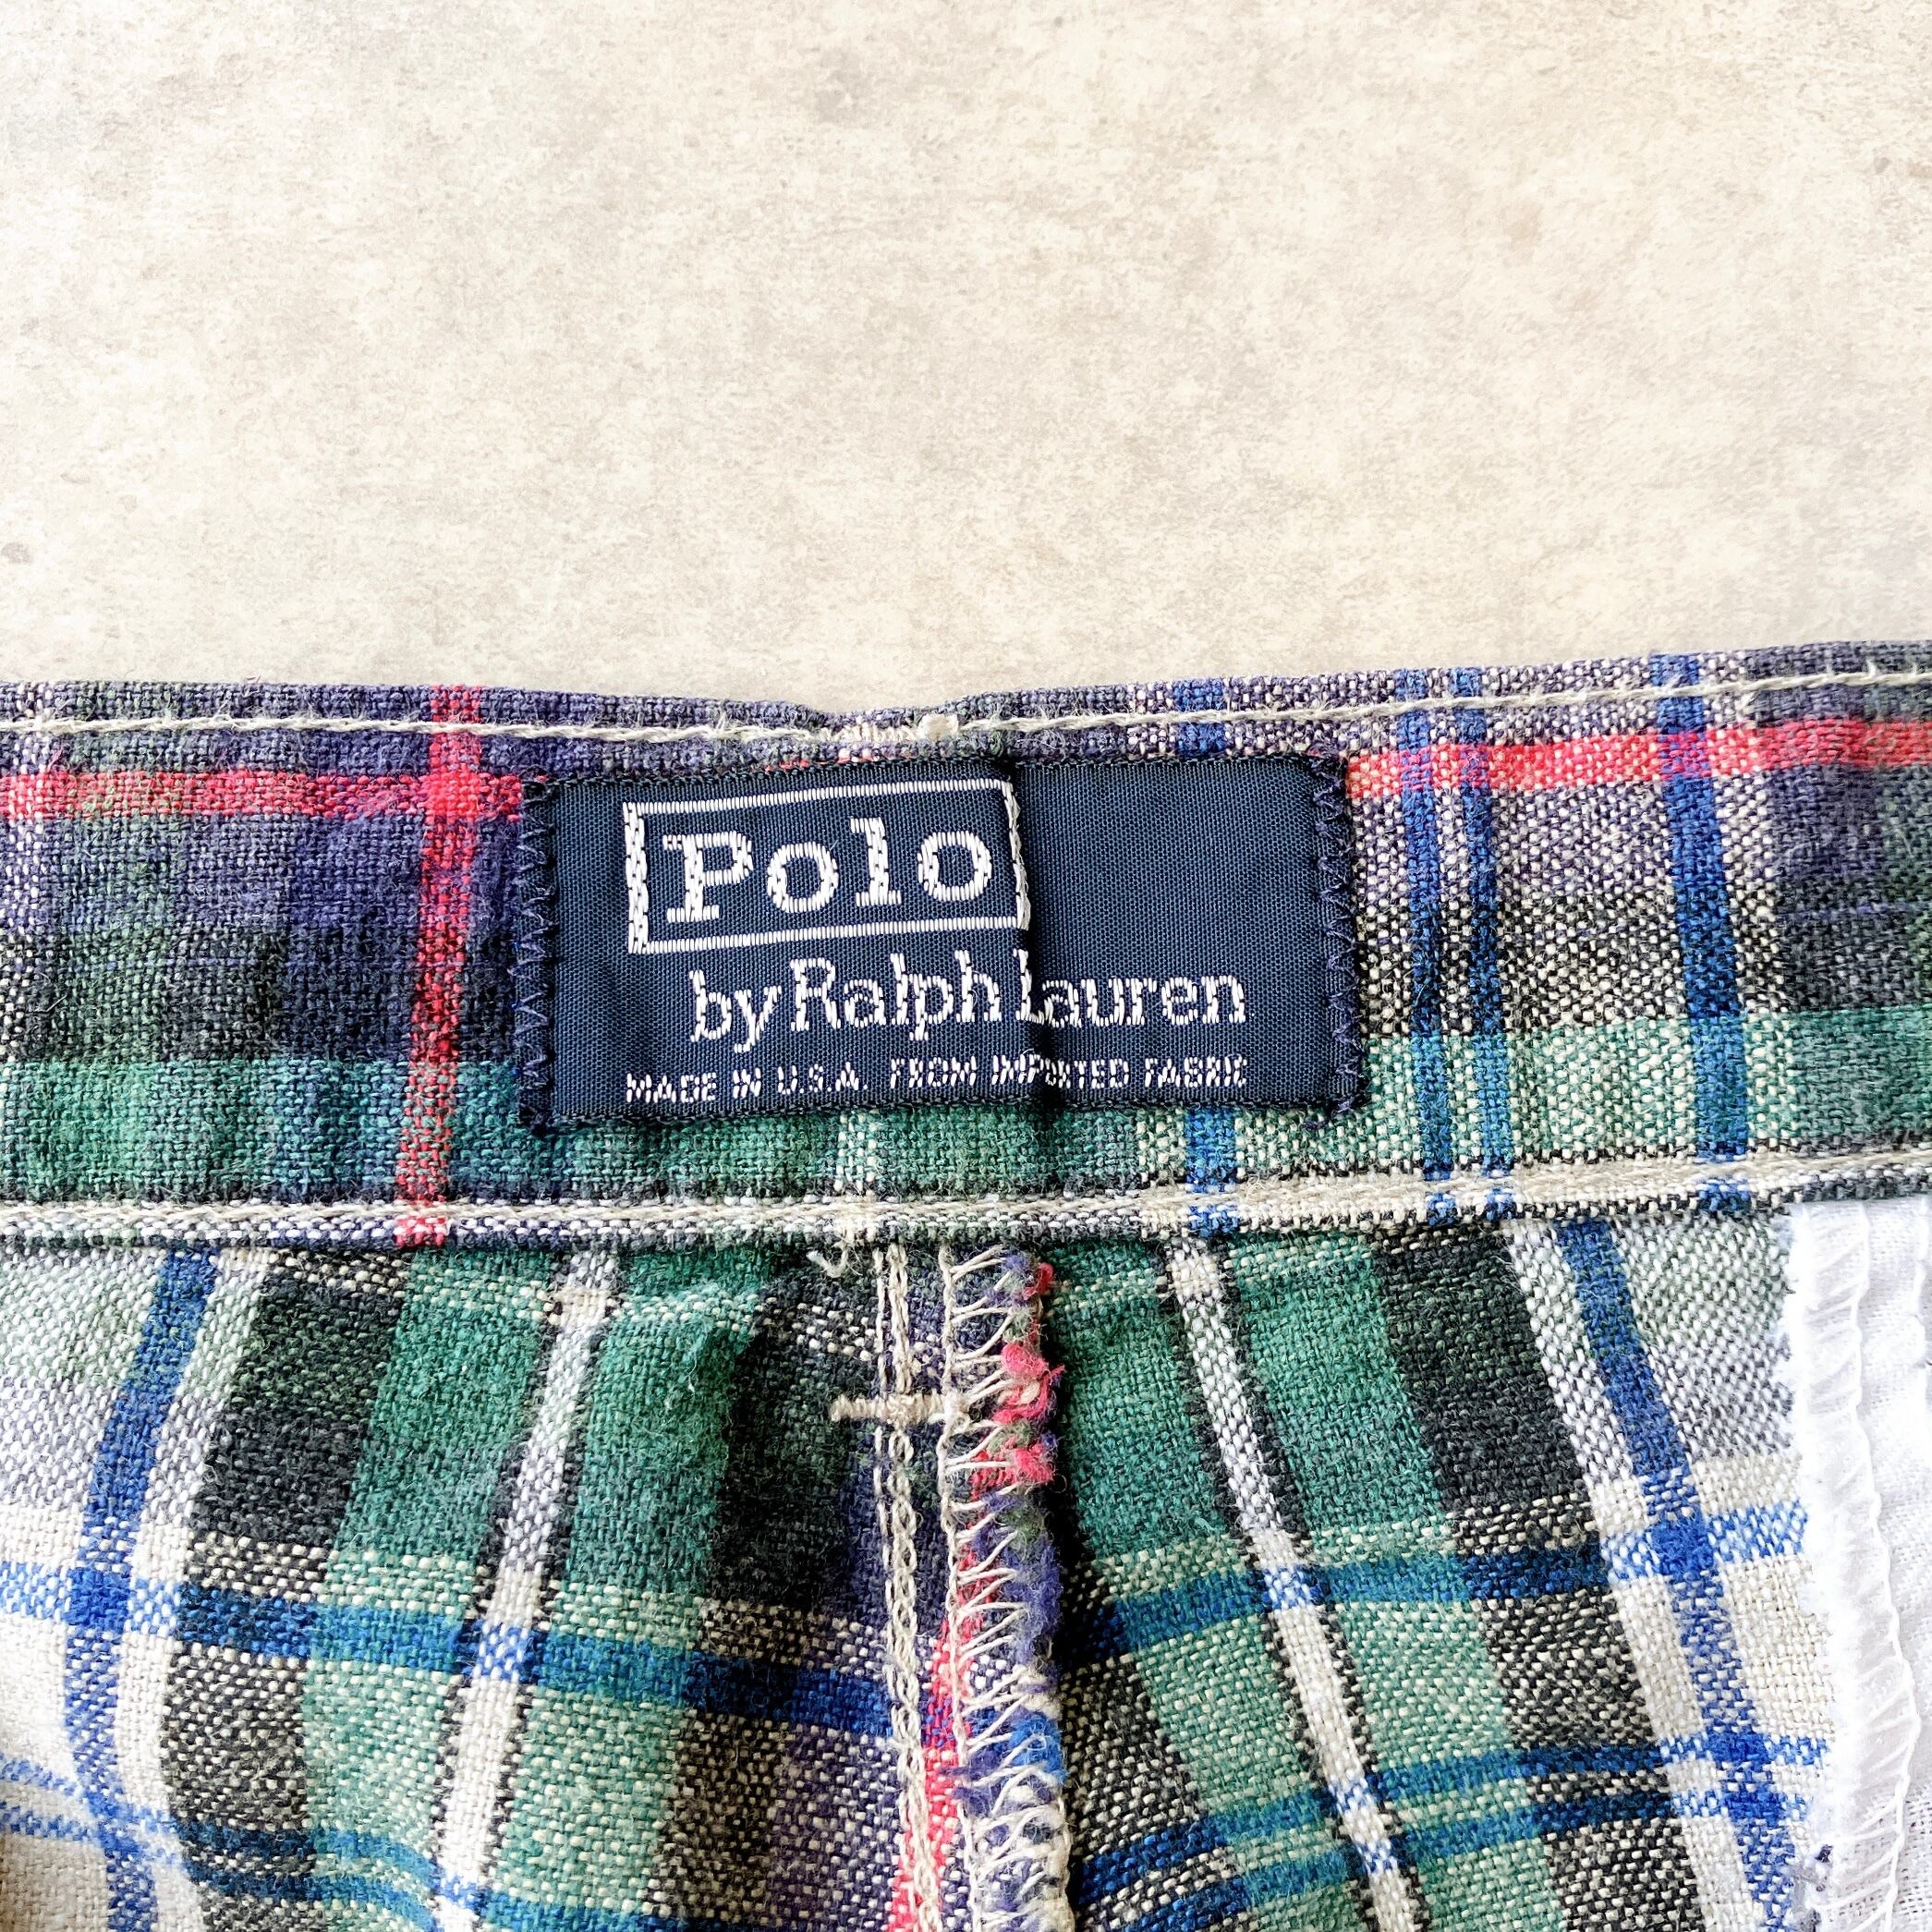 Polo
by Ralph Lauren
MADE IN U.S.A. FROM IMPORTED FABRIC